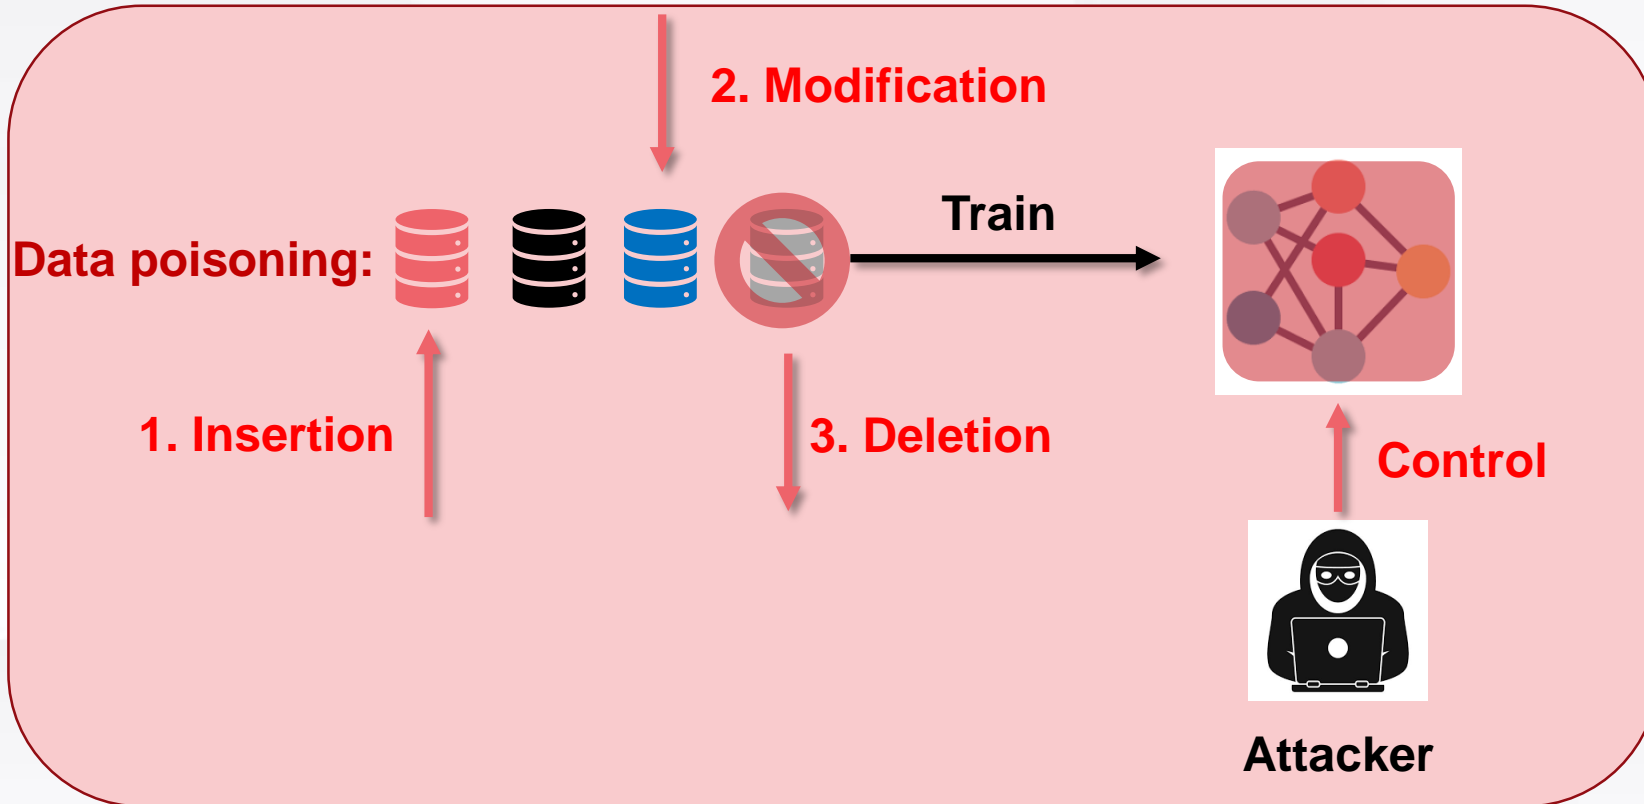 2. Modification
Data poisoning:
Train
1. Insertion
3. Deletion
Control
Attacker